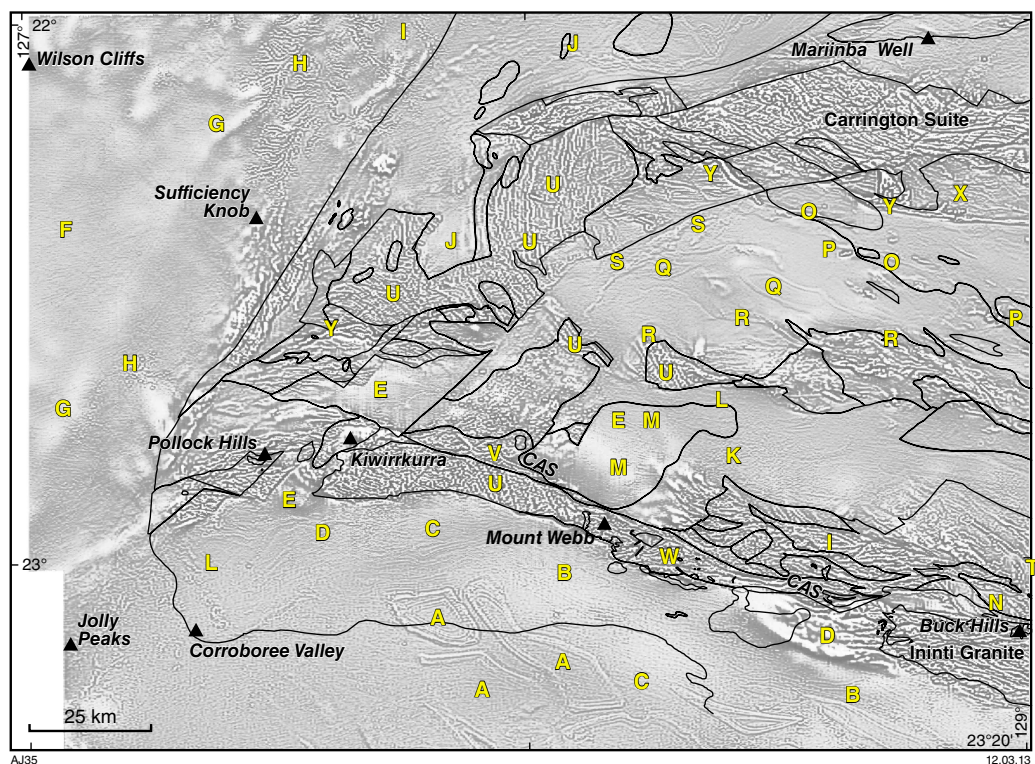 22°
127°
Wilson Cliffs
I
J
H
Mariinba Well
G
Carrington Suite
Y
U
Sufficiency
Knob
X
Y
O
S
F
J
U
P
S
Q
O
Q
U
R
P
Y
R
R
U
H
U
E
L
G
E
M
Pollock Hills
Kiwirrkurra
V
CAS
K
M
U
E
D
C
Mount Webb
I
23°
L
B
W
T
CAS
N
Jolly
Peaks
A
Buck Hills
D
Corroboree Valley
Ininti Granite
A
C
A
B
25 km
129°
23°20'
AJ35
12.03.13